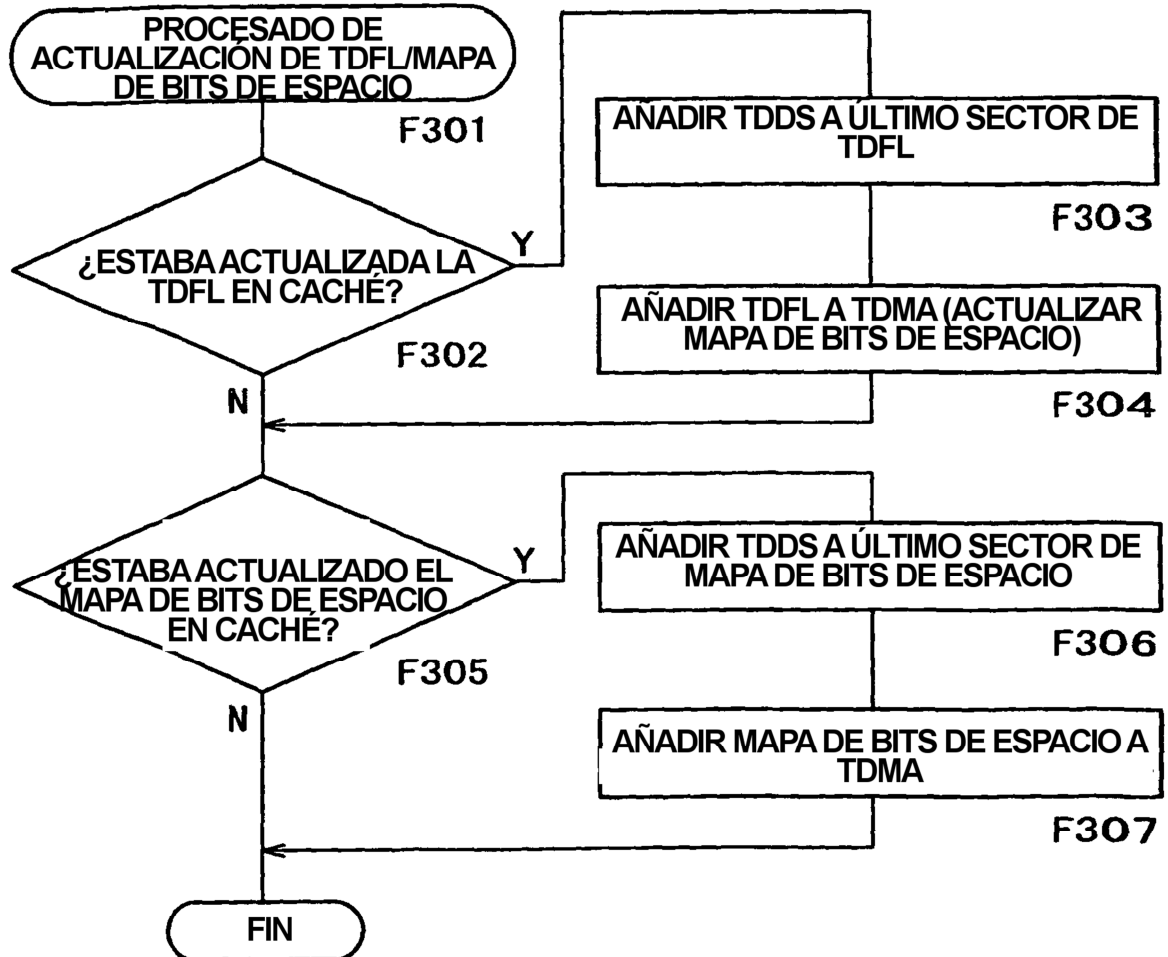 PROCESADO DE
ACTUALIZACIÓN DE TDFL/MAPA
DE BITS DE ESPACIO
F301
¿ESTABA ACTUALIZADA LA
TDFL EN CACHÉ?
Y
F302
N
AÑADIR TDDS A ÚLTIMO SECTOR DE
TDFL
F303
AÑADIR TDFL A TDMA (ACTUALIZAR
MAPA DE BITS DE ESPACIO)
F304
¿ESTABA ACTUALIZADO EL
MAPA DE BITS DE ESPACIO
EN CACHÉ?
Y
F305
N
AÑADIR TDDS A ÚLTIMO SECTOR DE
MAPA DE BITS DE ESPACIO
F306
AÑADIR MAPA DE BITS DE ESPACIO A
TDMA
F307
FIN